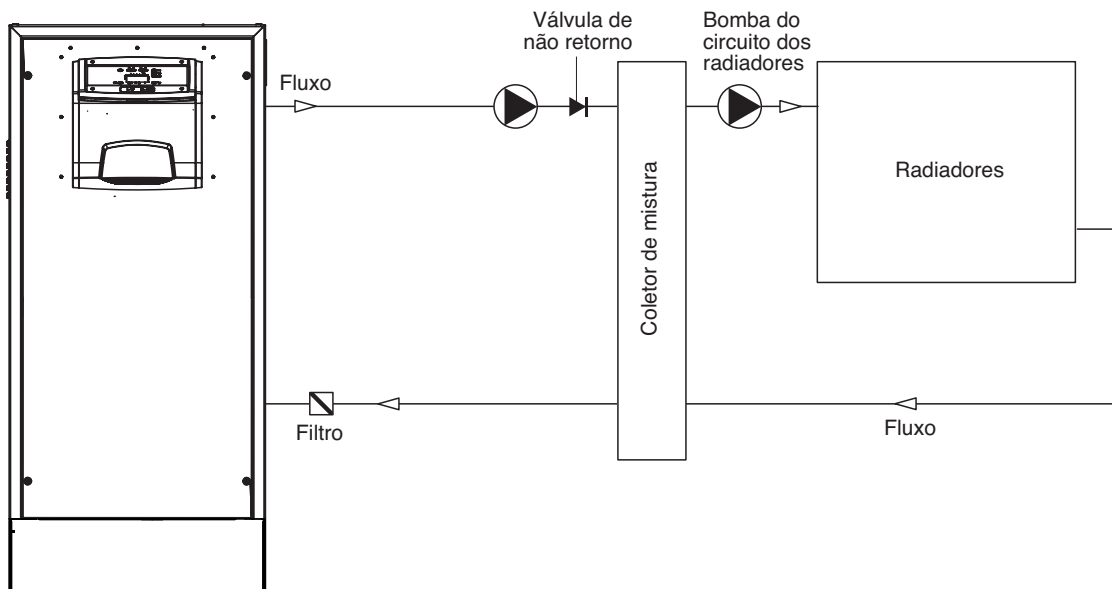 Válvula de
não retorno
Bomba do
circuito dos
radiadores
Fluxo
Radiadores
Coletor de mistura
Filtro
Fluxo